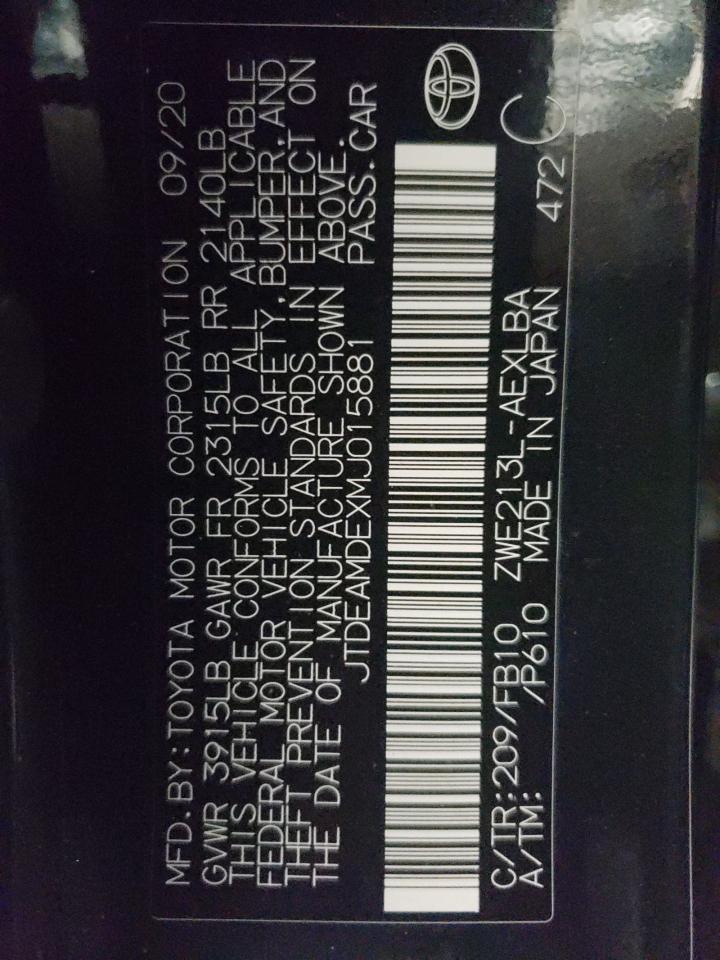 MFD.BY:TOYOTA MOTOR CORPORATION 09/20
GVWR 3915LB GAWR FR 2315LB RR 2140LB
THIS VEHICLE CONFORMS TO ALL APPLICABLE
FEDERAL MOTOR VEHICLE SAFETY,BUMPER,AND
THEFT PREVENTION STANDARDS IN EFFECT ON
THE DATE OF MANUFACTURE SHOWN ABOVE.
JTDEAMDEXMJ015881 PASS.CAR
C/TR:209/FB10 ZWE213L-AEXLBA
A/TM: /P610 MADE IN JAPAN 472 C